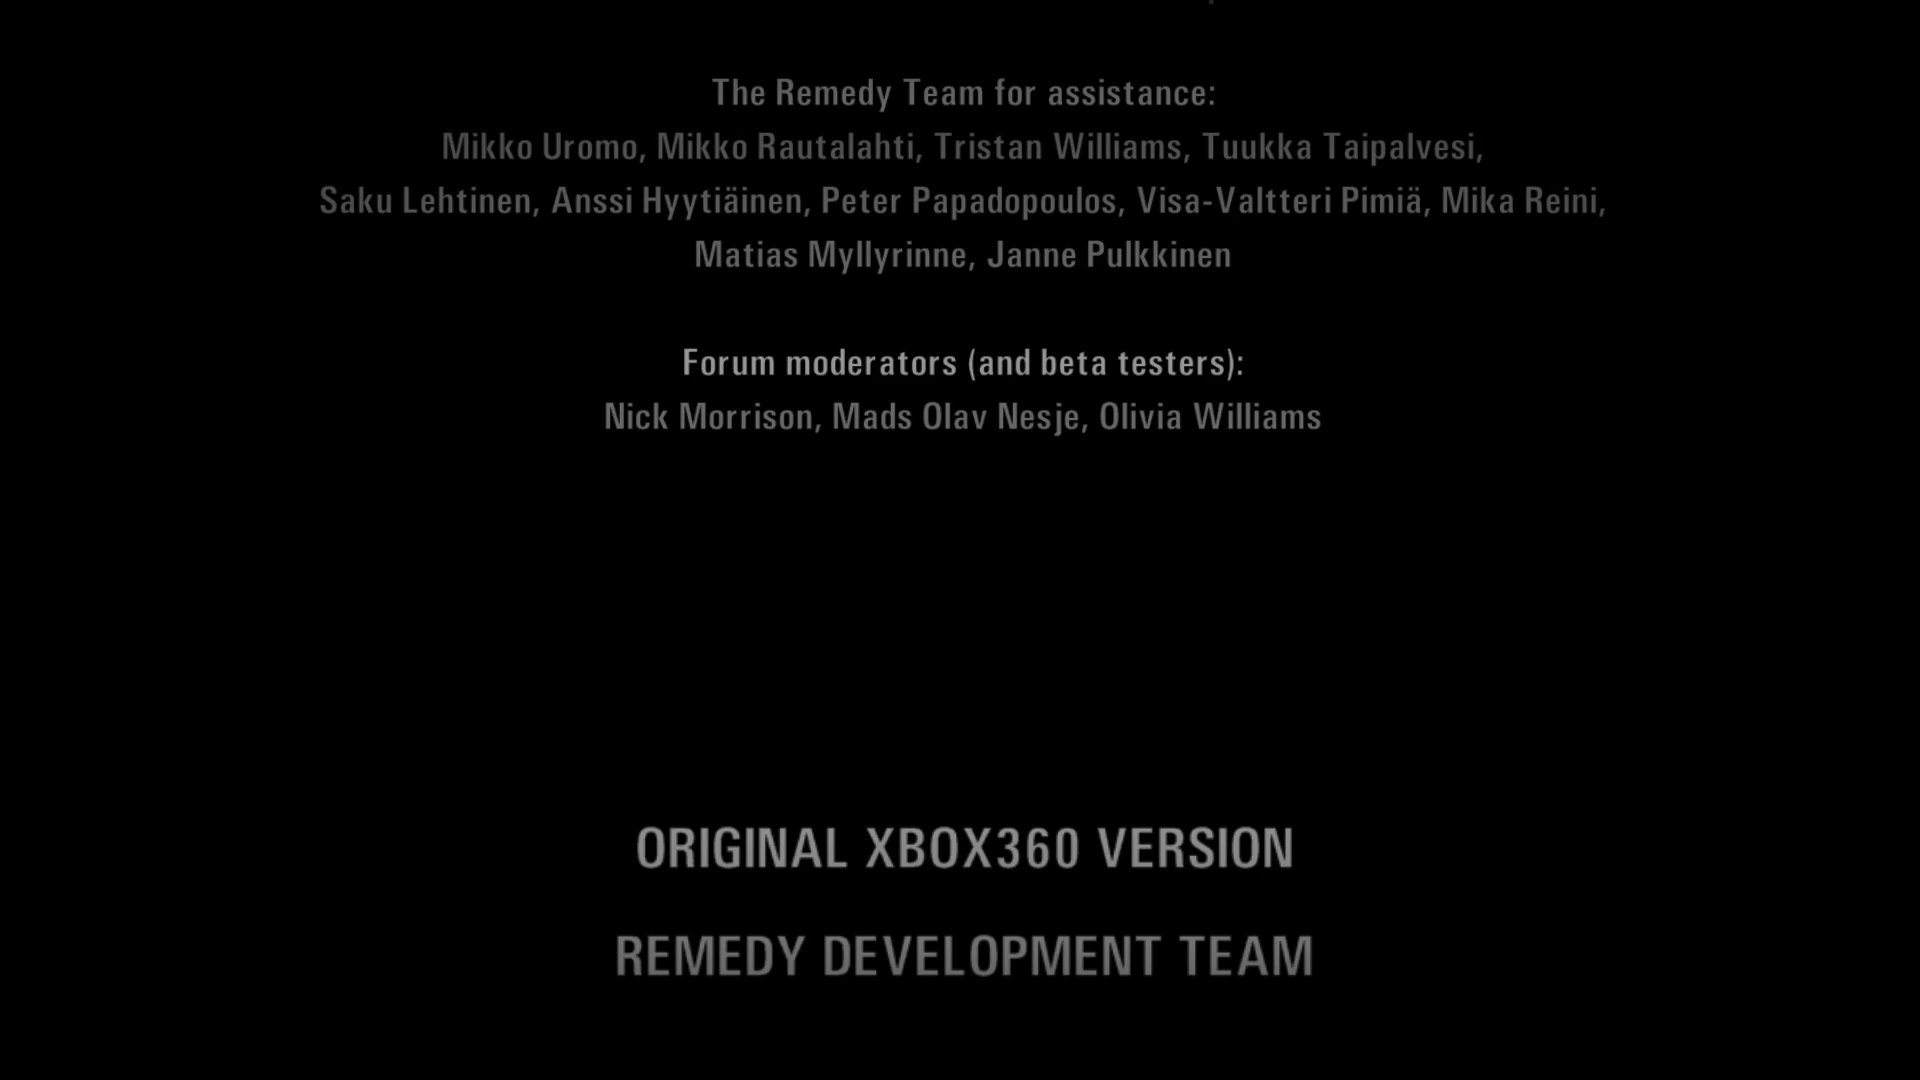 The Remedy Team for assistance:
Mikko Uromo, Mikko Rautalahti, Tristan Williams, Tuukka Taipalvesi,
Saku Lehtinen, Anssi Hyytiäinen, Peter Papadopoulos, Visa-Valtteri Pimiä, Mika Reini,
Matias Myllyrinne, Janne Pulkkinen
Forum moderators (and beta testers):
Nick Morrison, Mads Olav Nesje, Olivia Williams
ORIGINAL XBOX360 VERSION
REMEDY DEVELOPMENT TEAM